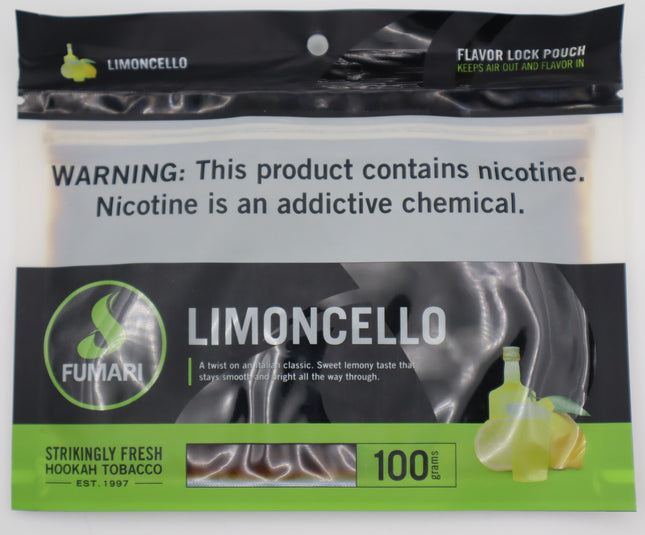 LIMONCELLO
FLAVOR LOCK POUCH
KEEPS AIR OUT AND FLAVOR IN
WARNING: This product contains nicotine.
Nicotine is an addictive chemical.
LIMONCELLO
A twist on an Italian classic. Sweet lemony taste that
stays smooth and bright all the way through.
FUMARI
STRIKINGLY FRESH
HOOKAH TOBACCO
EST. 1997
100 grams